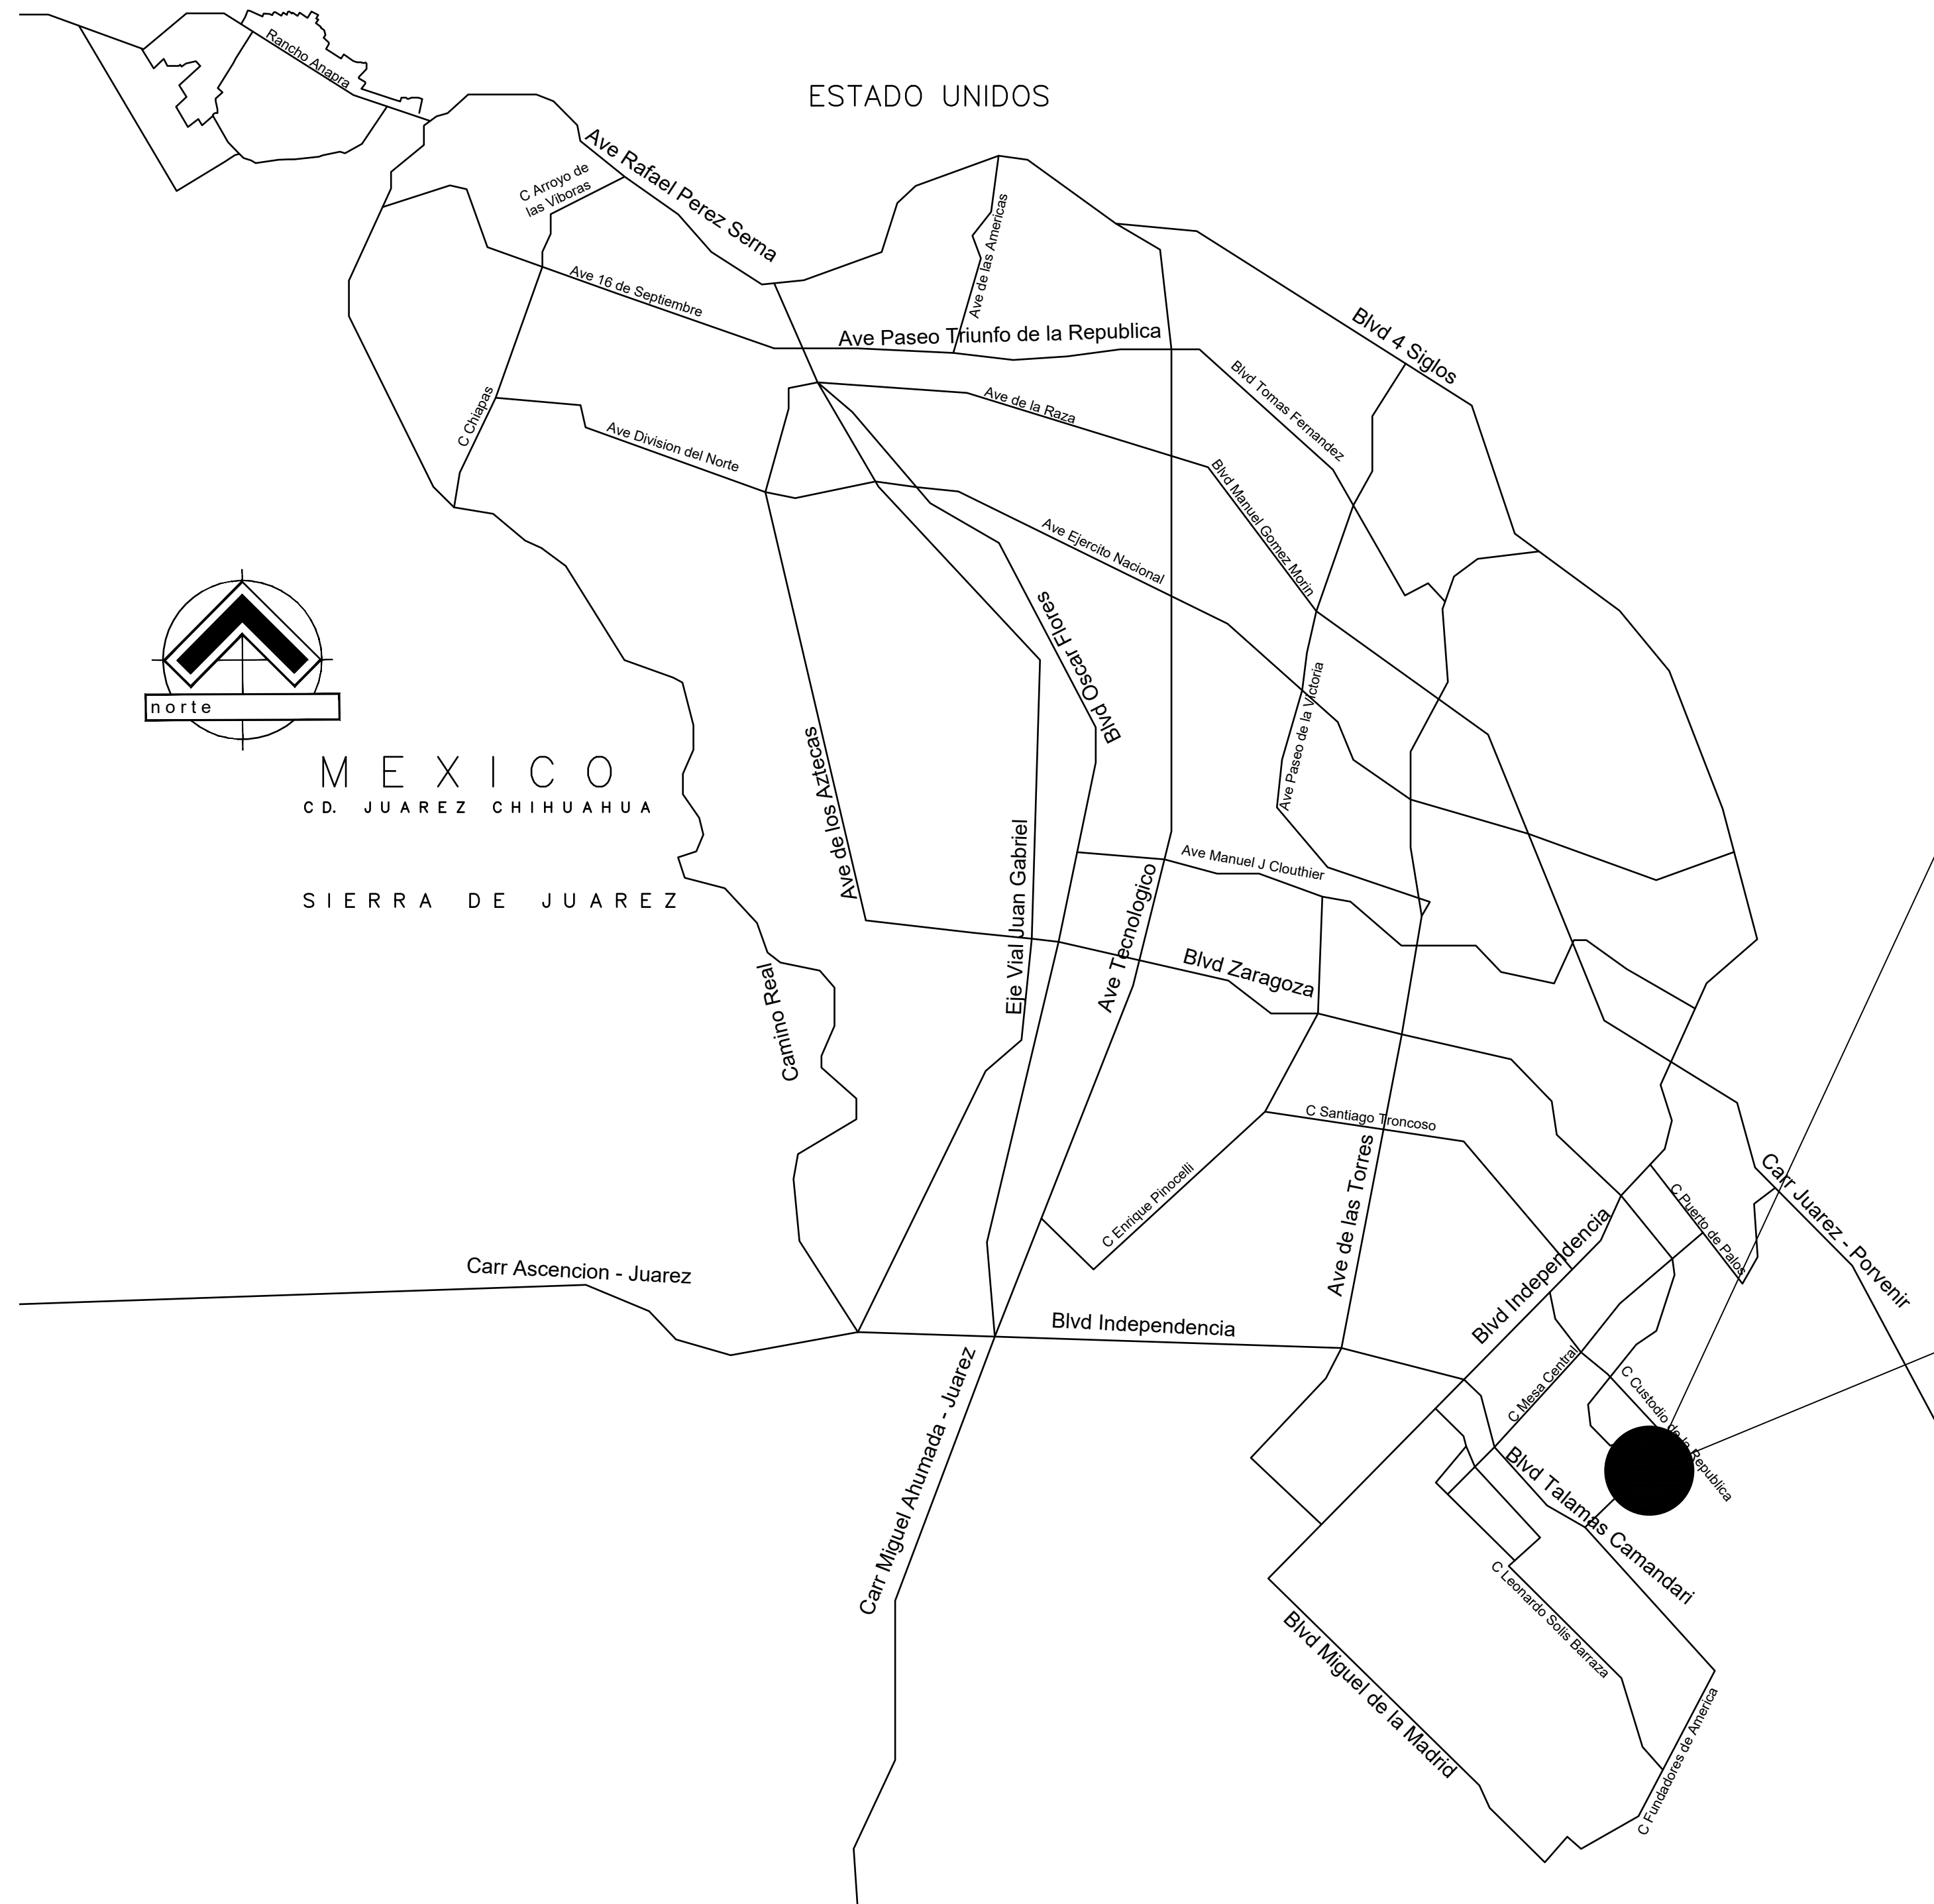 Rancho Anapra
ESTADO UNIDOS
Ave Rafael Perez Serna
C Arroyo de
las Viboras
Ave de las Americas
Ave 16 de Septiembre
Ave Paseo Triunfo de la Republica
Blvd 4 Siglos
Blvd Tomas Fernandez
C Chiapas
Ave de la Raza
Ave Division del Norte
Blvd Manuel Gomez Morin
Ave Ejercito Nacional
Blvd Oscar Flores
norte
Ave Paseo de la Victoria
MEXICO
CD. JUAREZ CHIHUAHUA
Ave de los Aztecas
Eje Vial Juan Gabriel
Ave Manuel J Clouthier
SIERRA DE JUAREZ
Ave Tecnologico
Blvd Zaragoza
Camino Real
C Santiago Troncoso
Ave de las Torres
C Enrique Pinocelli
Carr Juarez - Porvenir
C Puerto de Palos
Blvd Independencia
Carr Ascencion - Juarez
Blvd Independencia
C Mesa Central
C Custodio de la Republica
Carr Miguel Ahumada - Juarez
Blvd Talamas Camandari
C Leonardo Solis Barraza
Blvd Miguel de la Madrid
C Fundadores de America